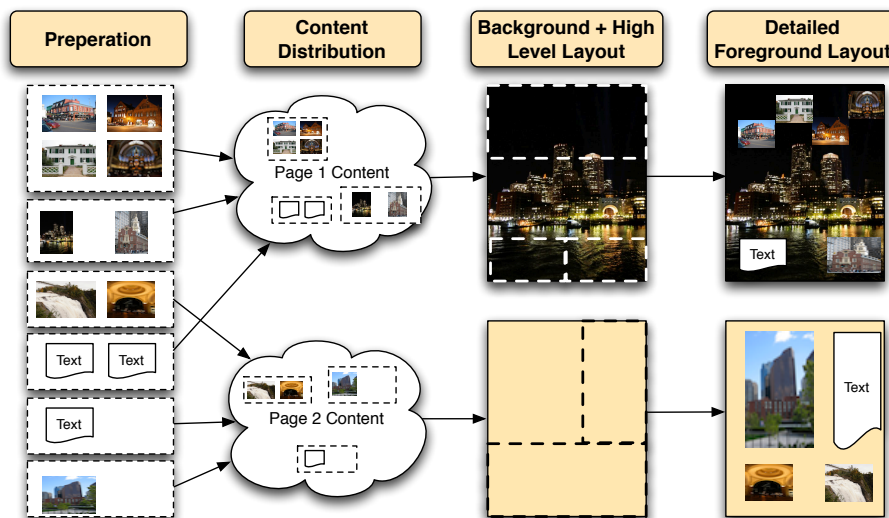 Preperation
Content
Distribution
Background + High
Level Layout
Detailed
Foreground Layout
Page 1 Content
Text
Text
Text
Text
Page 2 Content
Text
Text